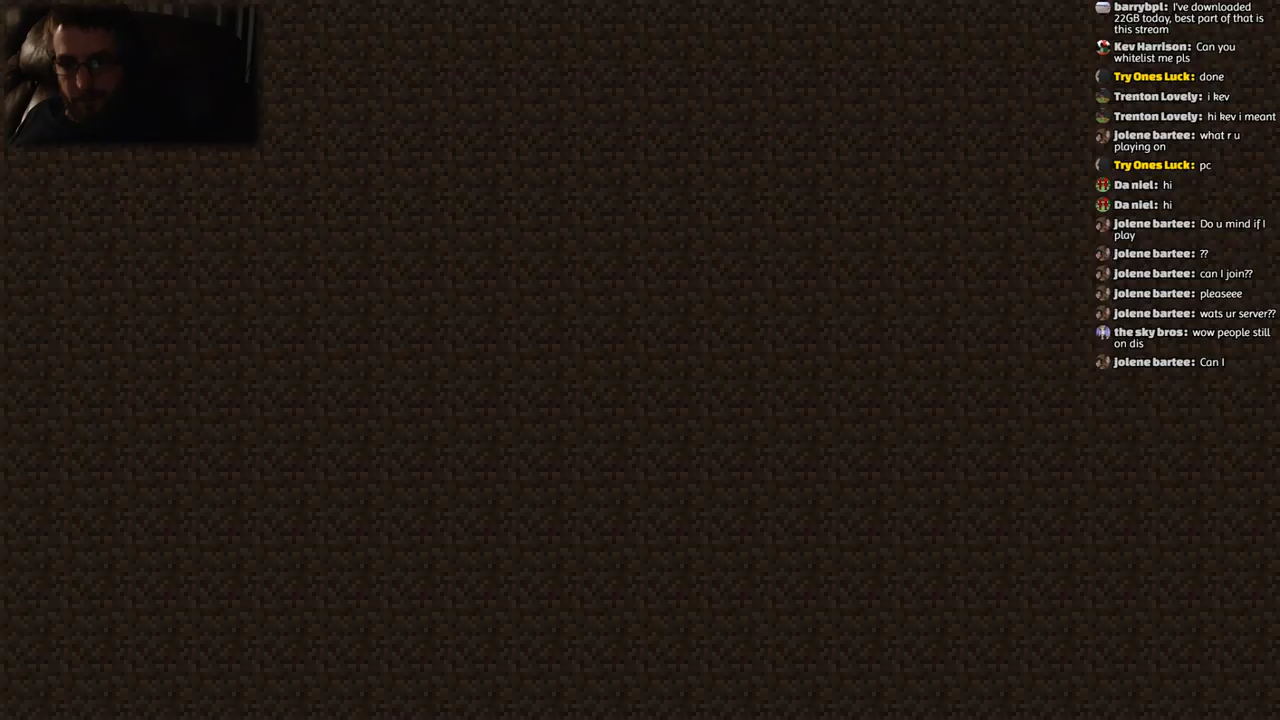 barrybpl: I've downloaded
22GB today, best part of that is
this stream
Kev Harrison: Can you
whitelist me pls
Try Ones Luck: done
Trenton Lovely: i kev
Trenton Lovely: hi kev i meant
jolene bartee: what r u
playing on
Try Ones Luck: pc
Da niel: hi
Da niel: hi
jolene bartee: Do u mind if I
play
jolene bartee: ??
jolene bartee: can I join??
jolene bartee: pleaseee
jolene bartee: wats ur server??
the sky bros: wow people still
on dis
jolene bartee: Can I